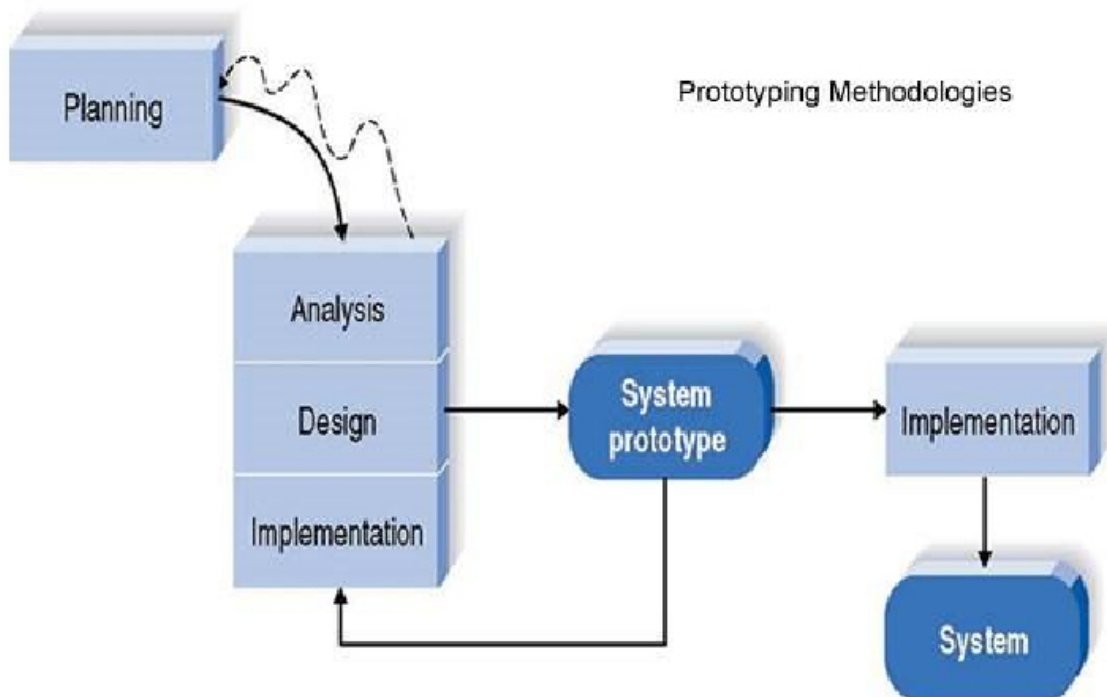 Prototyping Methodologies
Planning
Analysis
Design
Implementation
System
prototype
Implementation
System